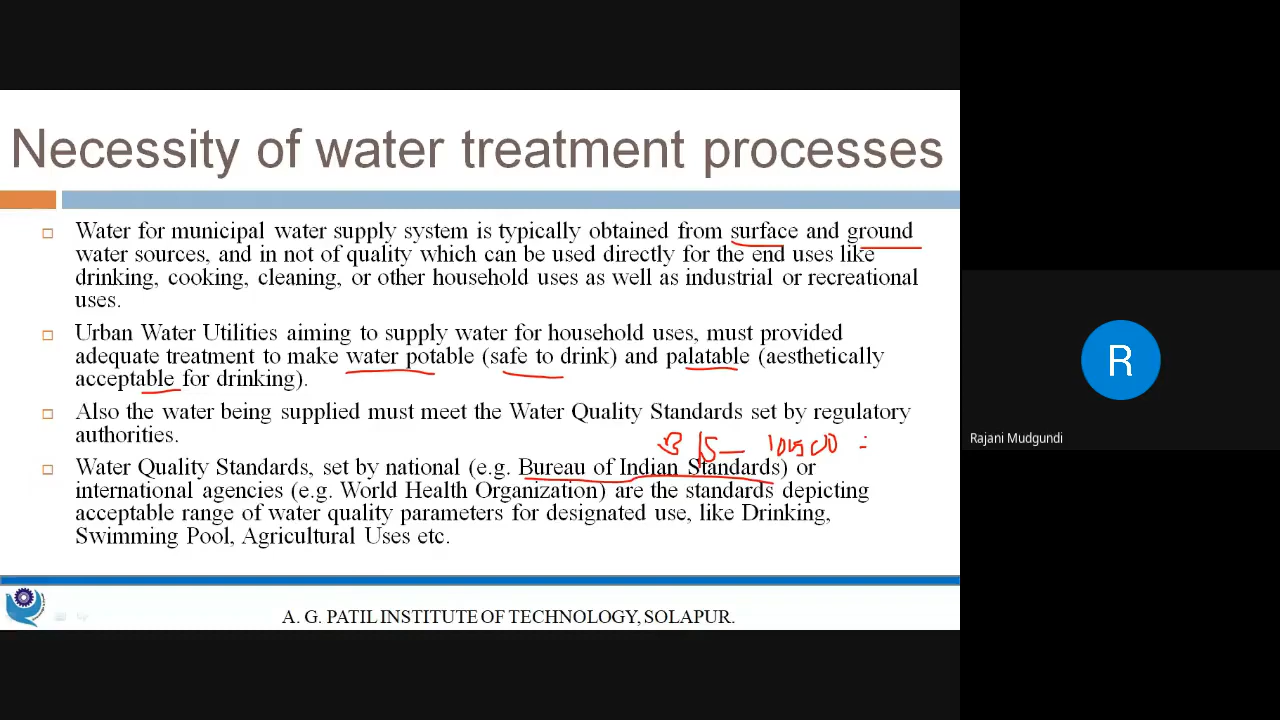 Necessity of water treatment processes
Water for municipal water supply system is typically obtained from surface and ground
water sources, and in not of quality which can be used directly for the end uses like
drinking, cooking, cleaning, or other household uses as well as industrial or recreational
uses.
Urban Water Utilities aiming to supply water for household uses, must provided
adequate treatment to make water potable (safe to drink) and palatable (aesthetically
acceptable for drinking).
Also the water being supplied must meet the Water Quality Standards set by regulatory
authorities.
Water Quality Standards, set by national (e.g. Bureau of Indian Standards) or
international agencies (e.g. World Health Organization) are the standards depicting
acceptable range of water quality parameters for designated use, like Drinking,
Swimming Pool, Agricultural Uses etc.
A. G. PATIL INSTITUTE OF TECHNOLOGY, SOLAPUR.
R
Rajani Mudgundi